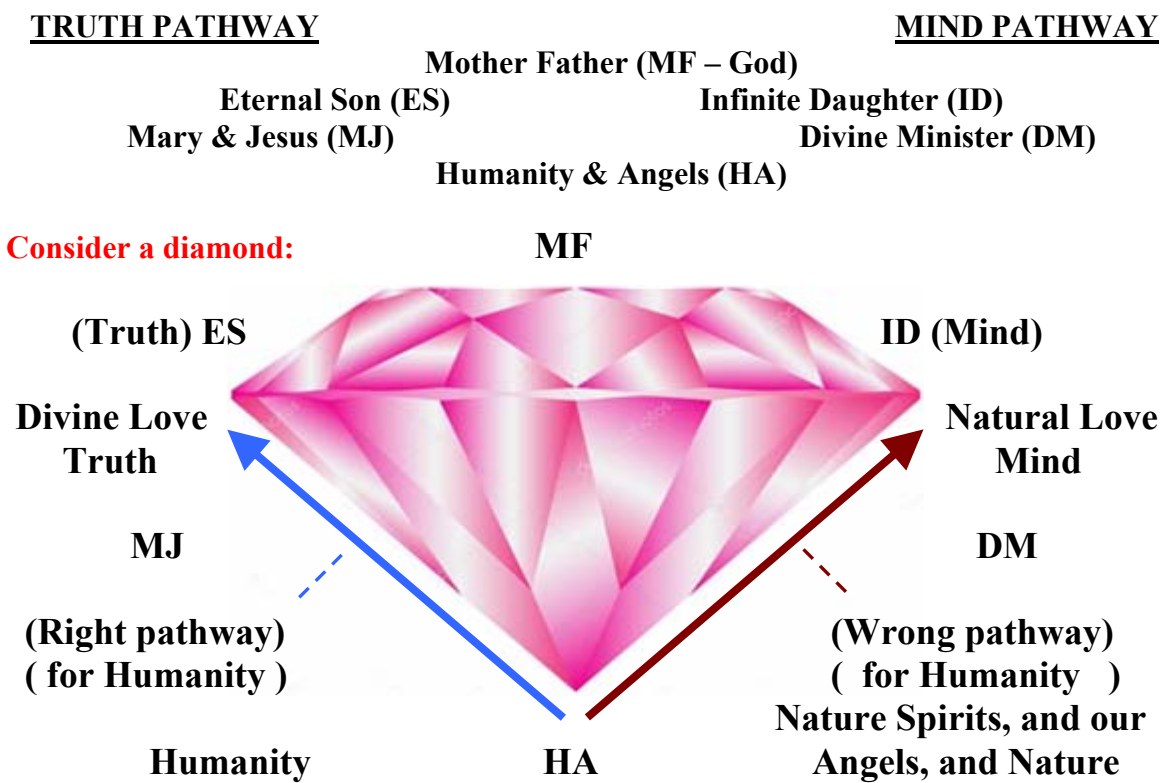 TRUTH PATHWAY MIND PATHWAY
Mother Father (MF – God)
Eternal Son (ES) Infinite Daughter (ID)
Mary & Jesus (MJ) Divine Minister (DM)
Humanity & Angels (HA)
Consider a diamond: MF
(Truth) ES ID (Mind)
Divine Love Natural Love
Truth Mind
MJ DM
(Right pathway) (Wrong pathway)
( for Humanity ) ( for Humanity )
Nature Spirits, and our
Humanity HA Angels, and Nature